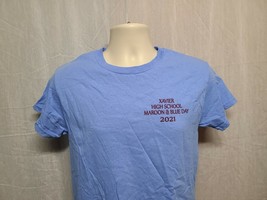 XAVIER
HIGH SCHOOL
MAROON & BLUE DAY
2021